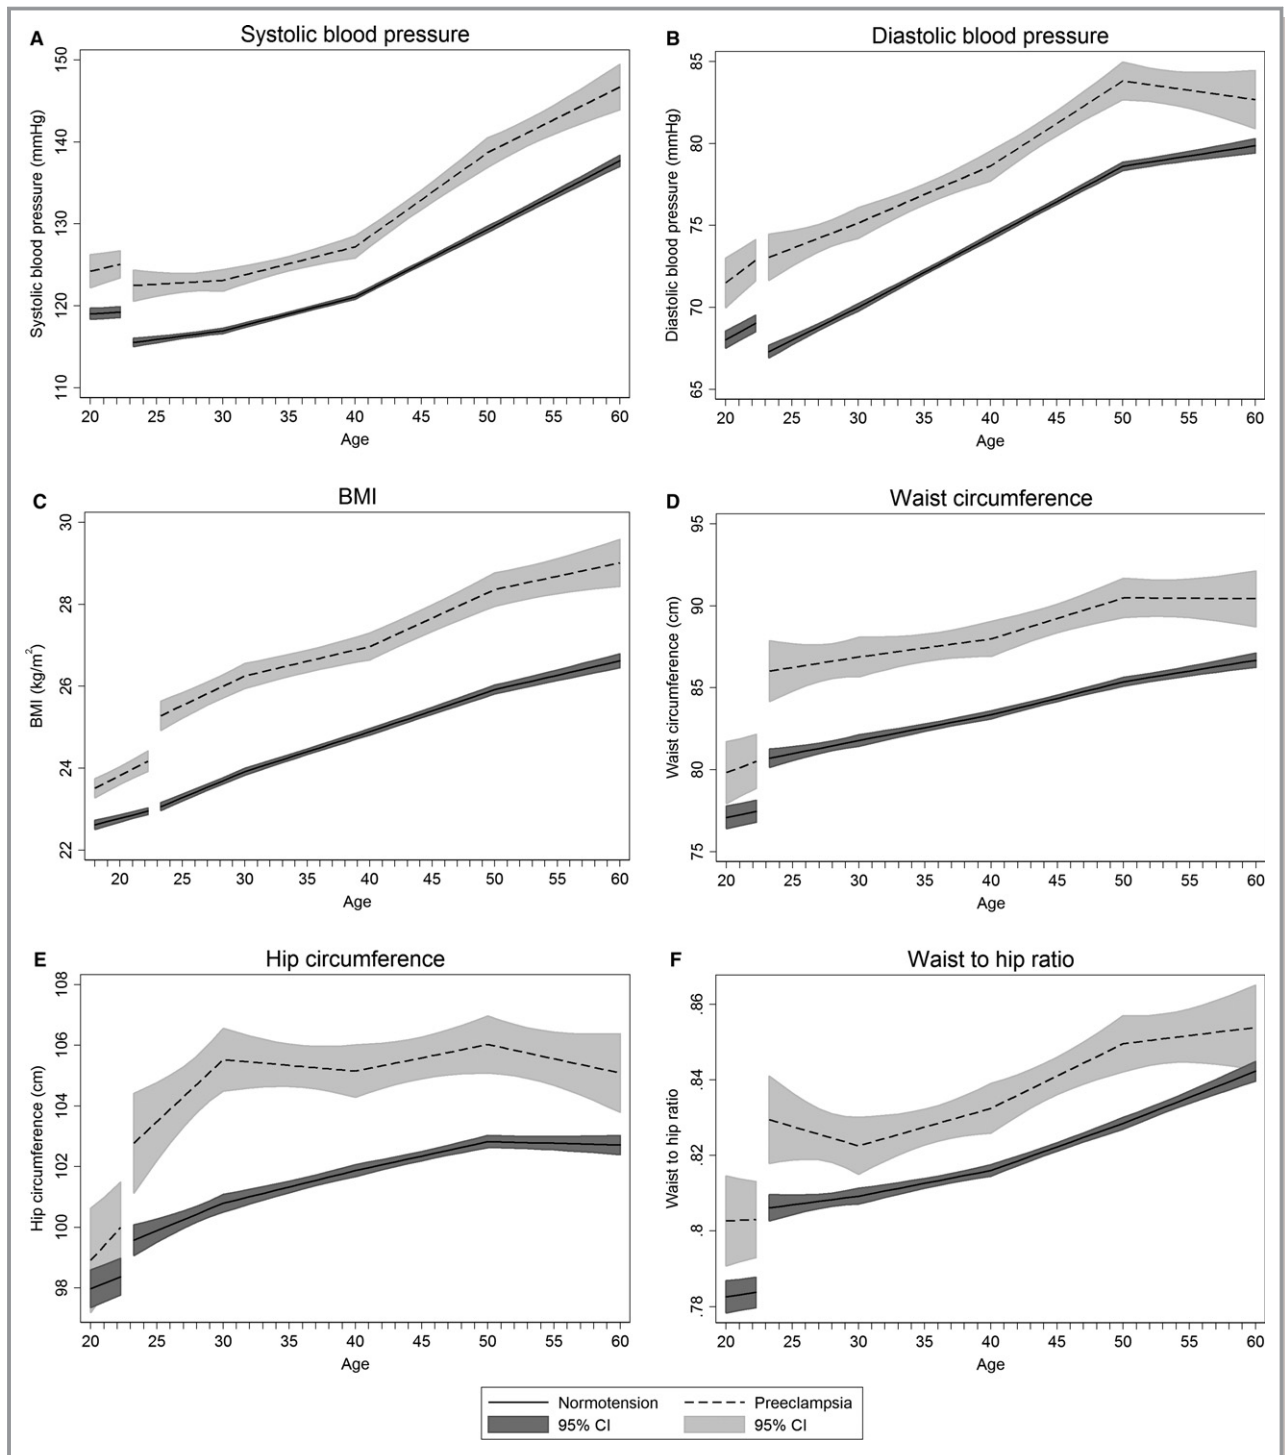 A Systolic blood pressure
Systolic blood pressure (mmHg)
150
140
130
120
110
20 25 30 35 40 45 50 55 60
Age
B Diastolic blood pressure
Diastolic blood pressure (mmHg)
85
80
75
70
65
20 25 30 35 40 45 50 55 60
Age
C BMI
BMI (kg/m²)
30
28
26
24
22
20 25 30 35 40 45 50 55 60
Age
D Waist circumference
Waist circumference (cm)
95
90
85
80
75
20 25 30 35 40 45 50 55 60
Age
E Hip circumference
Hip circumference (cm)
108
106
104
102
100
98
20 25 30 35 40 45 50 55 60
Age
F Waist to hip ratio
Waist to hip ratio
.86
.84
.82
.8
.78
20 25 30 35 40 45 50 55 60
Age
Normotension Preeclampsia
95% CI 95% CI